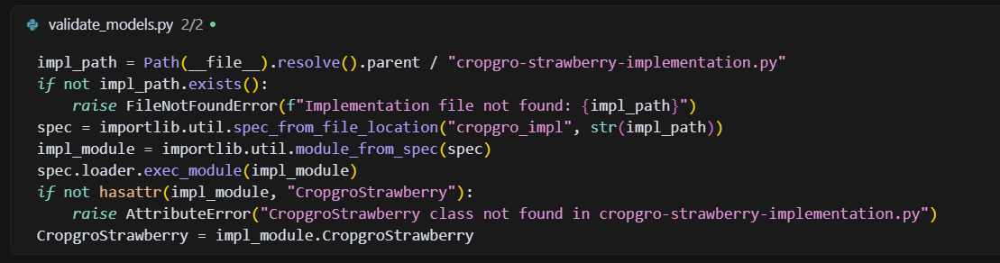 validate_models.py 2/2
impl_path = Path(__file__).resolve().parent / "cropgro-strawberry-implementation.py"
if not impl_path.exists():
    raise FileNotFoundError(f"Implementation file not found: {impl_path}")
spec = importlib.util.spec_from_file_location("cropgro_impl", str(impl_path))
impl_module = importlib.util.module_from_spec(spec)
spec.loader.exec_module(impl_module)
if not hasattr(impl_module, "CropgroStrawberry"):
    raise AttributeError("CropgroStrawberry class not found in cropgro-strawberry-implementation.py")
CropgroStrawberry = impl_module.CropgroStrawberry